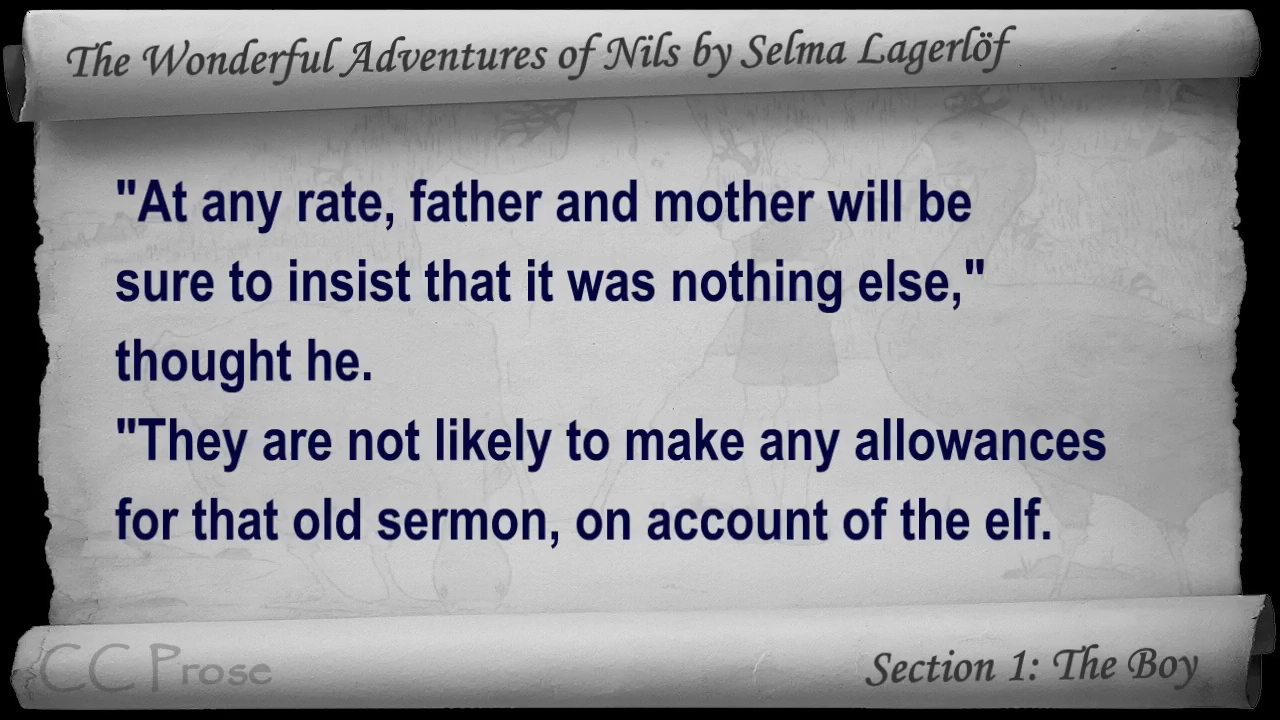 The Wonderful Adventures of Nils by Selma Lagerlöf
"At any rate, father and mother will be
sure to insist that it was nothing else,"
thought he.
"They are not likely to make any allowances
for that old sermon, on account of the elf.
CC Prose
Section 1: The Boy